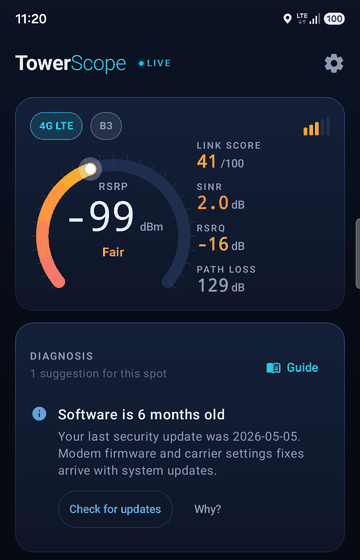 11:20
LTE
100
TowerScope
LIVE
4G LTE
B3
LINK SCORE
41 /100
RSRP
-99 dBm
Fair
SINR
2.0 dB
RSRQ
-16 dB
PATH LOSS
129 dB
DIAGNOSIS
1 suggestion for this spot
Guide
Software is 6 months old
Your last security update was 2026-05-05.
Modem firmware and carrier settings fixes
arrive with system updates.
Check for updates
Why?